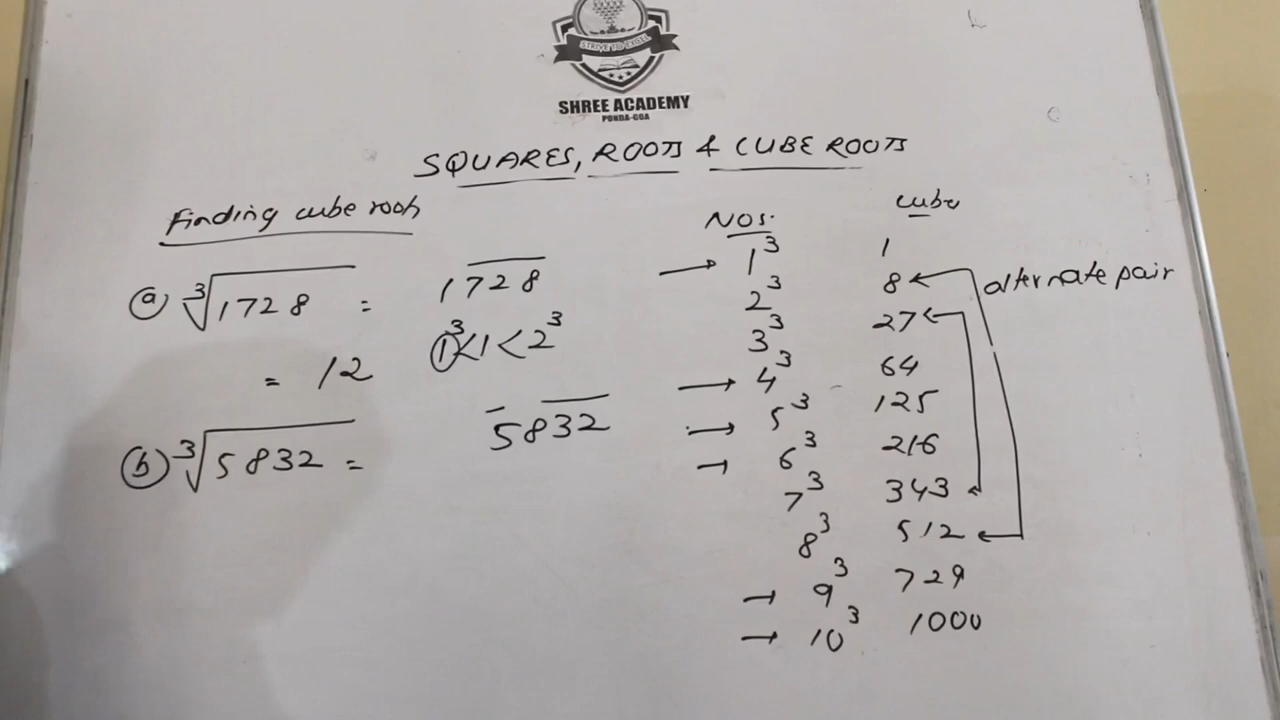 STRIVE TO EXCEL
SHREE ACADEMY
PONDA-GOA
SQUARES, ROOTS & CUBE ROOTS
Finding cube root
(a) ³√1728 =
= 12
(b) ³√5832 =
1728
1³<1<2³
5832
NOS. cube
→ 1³ 1
2³ 8
3³ 27
→ 4³ 64
→ 5³ 125
→ 6³ 216
7³ 343
8³ 512
→ 9³ 729
→ 10³ 1000
alternate pair